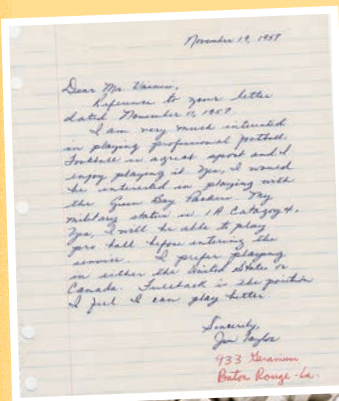 November 19, 1957
Dear Mr. Vainisi,
Reference to your letter
dated November 11, 1957
I am very much interested
in playing professional football.
Football is a great sport and I
enjoy playing it. Yes, I would
be interested in playing with
the Green Bay Packers. My
military status is 1A Catagory.
Yes, I will be able to play
pro ball before entering the
service. I prefer playing
in either the United States or
Canada. Fullback is the position
I feel I can play better.
Sincerely,
Jim Taylor
933 Geranium
Baton Rouge - La.